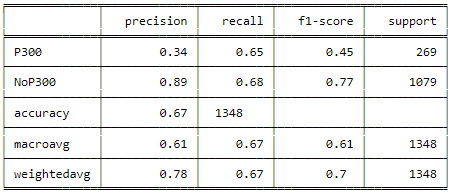 precision recall f1-score support
P300 0.34 0.65 0.45 269
NoP300 0.89 0.68 0.77 1079
accuracy 0.67 1348
macroavg 0.61 0.67 0.61 1348
weightedavg 0.78 0.67 0.7 1348